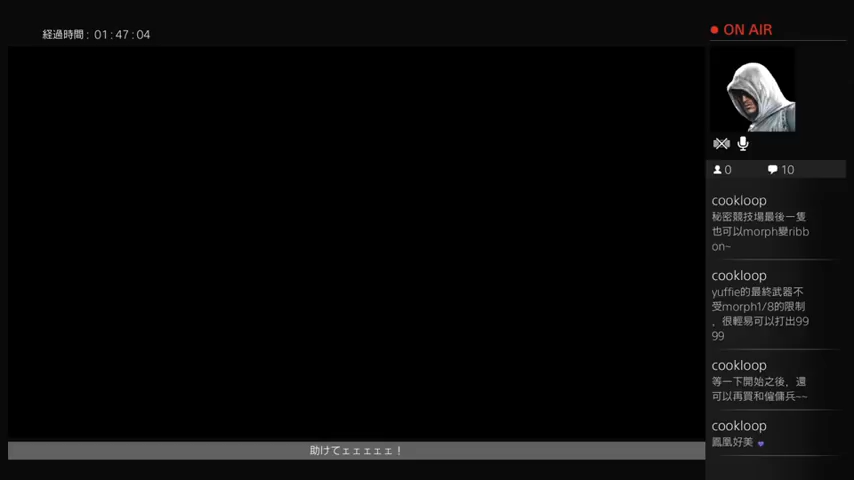 経過時間 : 01 : 47 : 04
ON AIR
0 10
cookloop
秘密競技場最後一隻
也可以morph變ribb
on~
cookloop
yuffie的最終武器不
受morph1/8的限制
，很輕易可以打出99
99
cookloop
等一下開始之後，還
可以再買和僱傭兵~~
cookloop
鳳凰好美 💜
助けてェェェェェ！